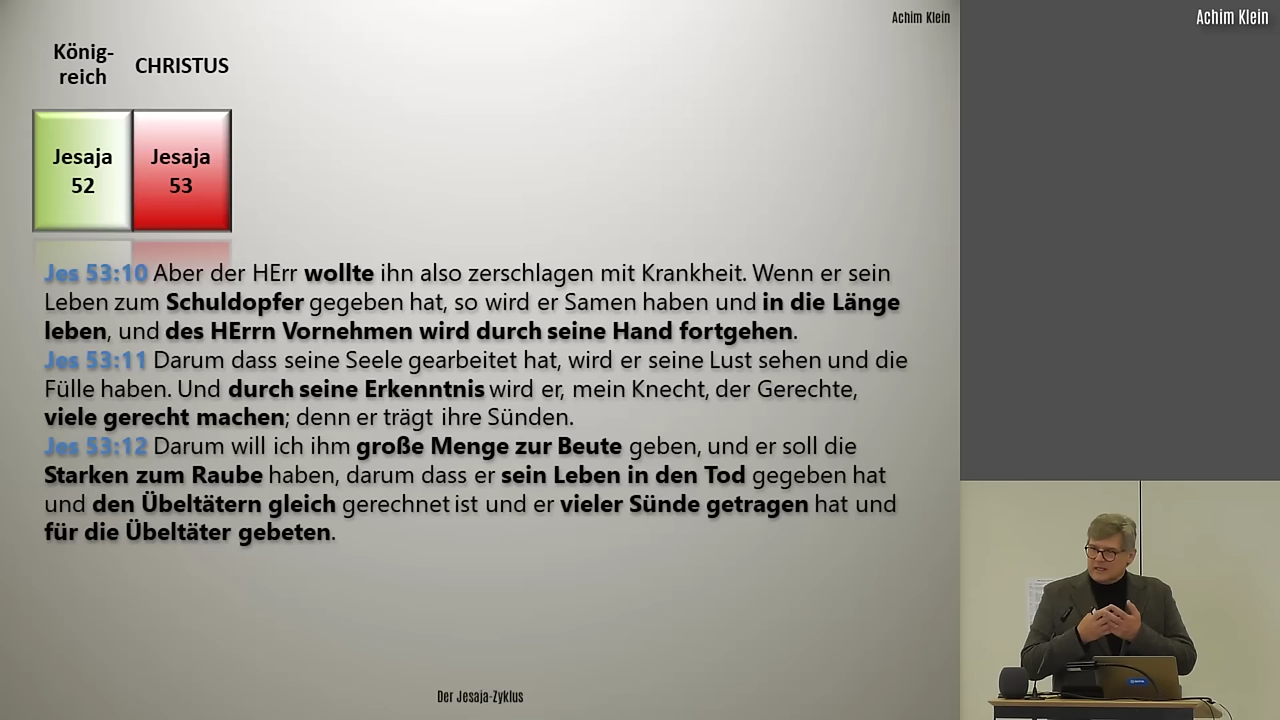 Achim Klein
Achim Klein
König-
reich
CHRISTUS
Jesaja
52
Jesaja
53
Jes 53:10 Aber der HErr wollte ihn also zerschlagen mit Krankheit. Wenn er sein
Leben zum Schuldopfer gegeben hat, so wird er Samen haben und in die Länge
leben, und des HErrn Vornehmen wird durch seine Hand fortgehen.
Jes 53:11 Darum dass seine Seele gearbeitet hat, wird er seine Lust sehen und die
Fülle haben. Und durch seine Erkenntnis wird er, mein Knecht, der Gerechte,
viele gerecht machen; denn er trägt ihre Sünden.
Jes 53:12 Darum will ich ihm große Menge zur Beute geben, und er soll die
Starken zum Raube haben, darum dass er sein Leben in den Tod gegeben hat
und den Übeltätern gleich gerechnet ist und er vieler Sünde getragen hat und
für die Übeltäter gebeten.
Der Jesaja-Zyklus